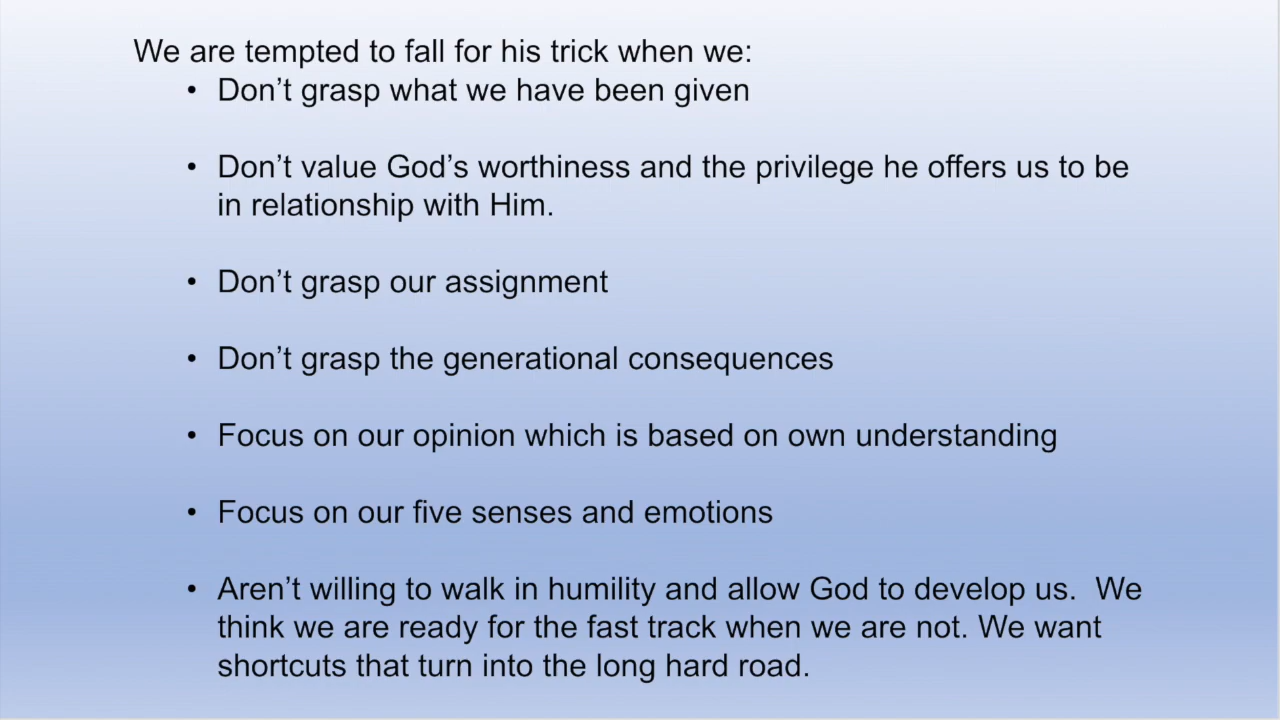 We are tempted to fall for his trick when we:
• Don’t grasp what we have been given
• Don’t value God’s worthiness and the privilege he offers us to be
in relationship with Him.
• Don’t grasp our assignment
• Don’t grasp the generational consequences
• Focus on our opinion which is based on own understanding
• Focus on our five senses and emotions
• Aren’t willing to walk in humility and allow God to develop us.  We
think we are ready for the fast track when we are not. We want
shortcuts that turn into the long hard road.